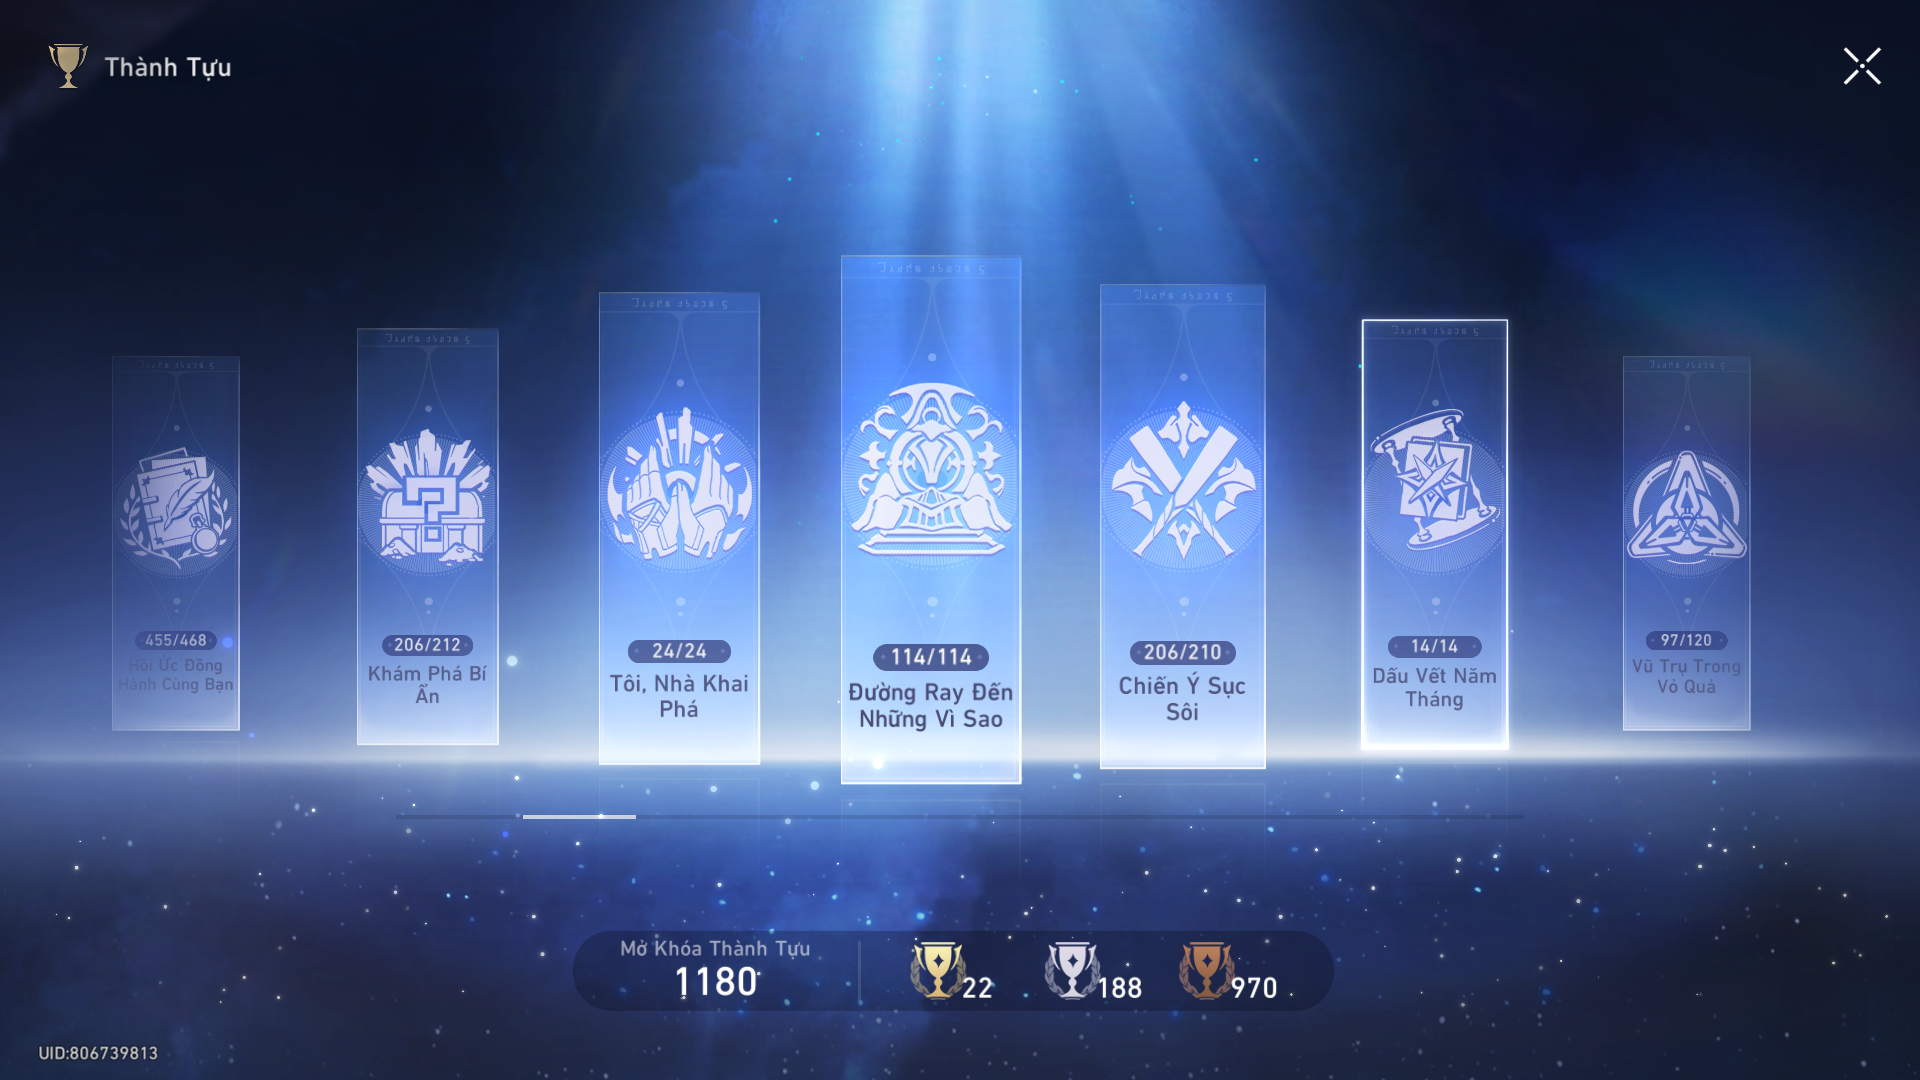 Thành Tựu
455/468
Hồi Ức Đồng
Hành Cùng Bạn
206/212
Khám Phá Bí
Ẩn
24/24
Tôi, Nhà Khai
Phá
114/114
Đường Ray Đến
Những Vì Sao
206/210
Chiến Ý Sục
Sôi
14/14
Dấu Vết Năm
Tháng
97/120
Vũ Trụ Trong
Vỏ Quả
Mở Khóa Thành Tựu
1180
22
188
970
UID:806739813